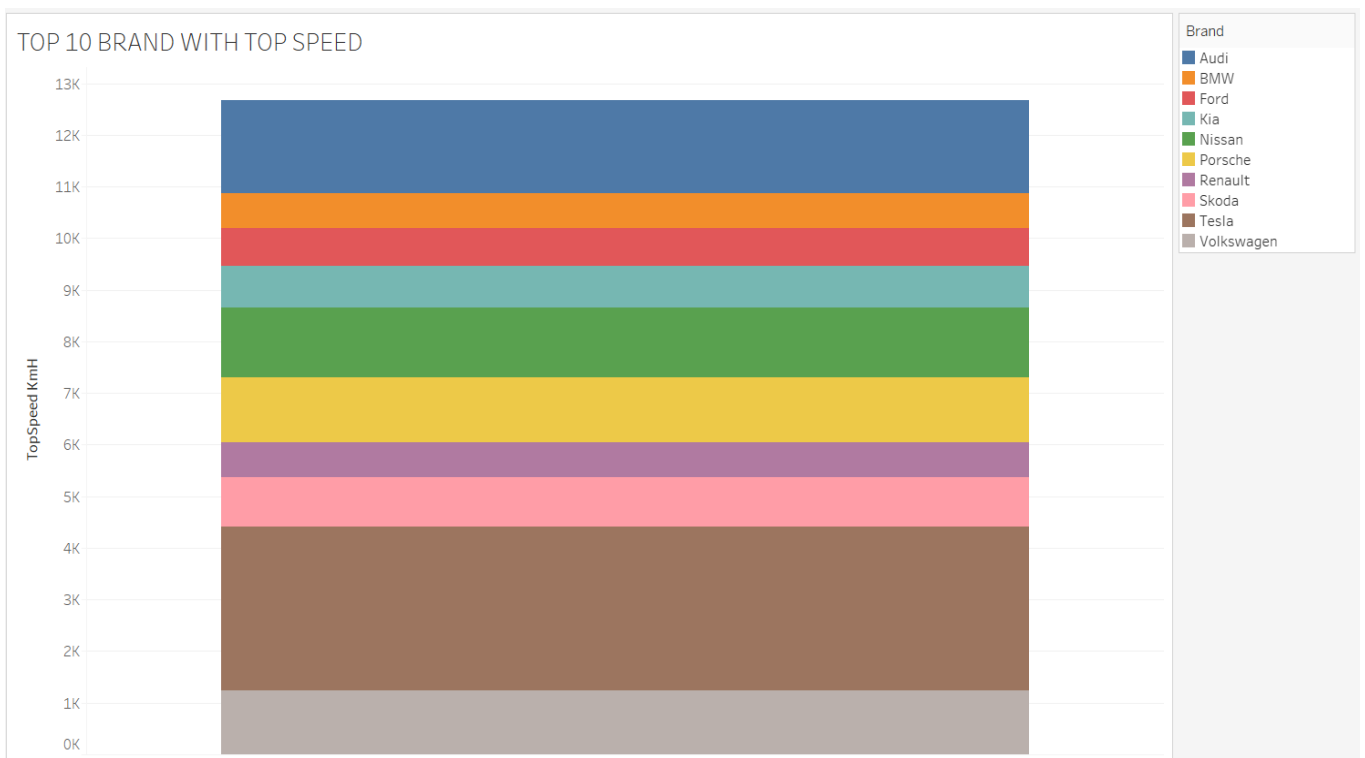 TOP 10 BRAND WITH TOP SPEED
13K
12K
11K
10K
9K
8K
7K
6K
5K
4K
3K
2K
1K
0K
TopSpeed KmH
Brand
Audi
BMW
Ford
Kia
Nissan
Porsche
Renault
Skoda
Tesla
Volkswagen